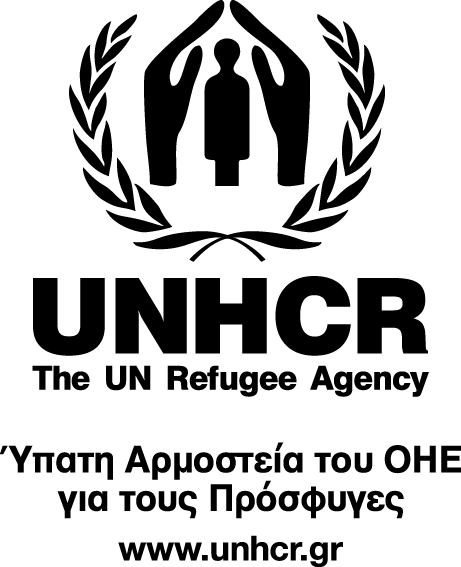 UNHCR
The UN Refugee Agency
Ύπατη Αρμοστεία του ΟΗΕ
για τους Πρόσφυγες
www.unhcr.gr